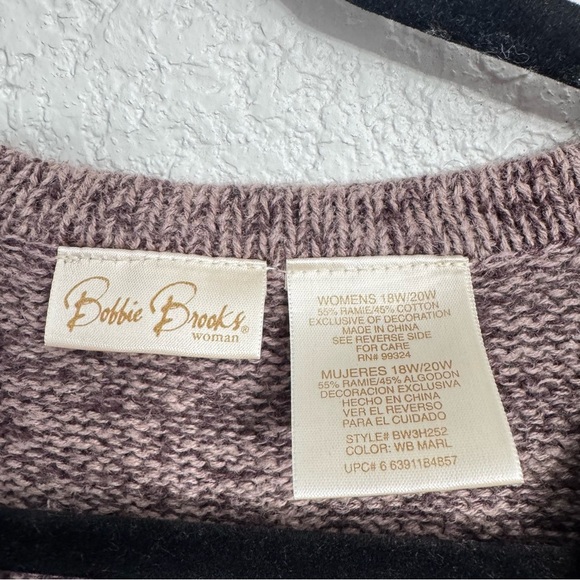 Bobbie Brooks®
woman
WOMENS 18W/20W
55% RAMIE/45% COTTON
EXCLUSIVE OF DECORATION
MADE IN CHINA
SEE REVERSE SIDE
FOR CARE
RN# 99324
MUJERES 18W/20W
55% RAMIE/45% ALGODON
DECORACION EXCLUSIVA
HECHO EN CHINA
VER EL REVERSO
PARA EL CUIDADO
STYLE# BW3H252
COLOR: WB MARL
UPC# 6 6391184857